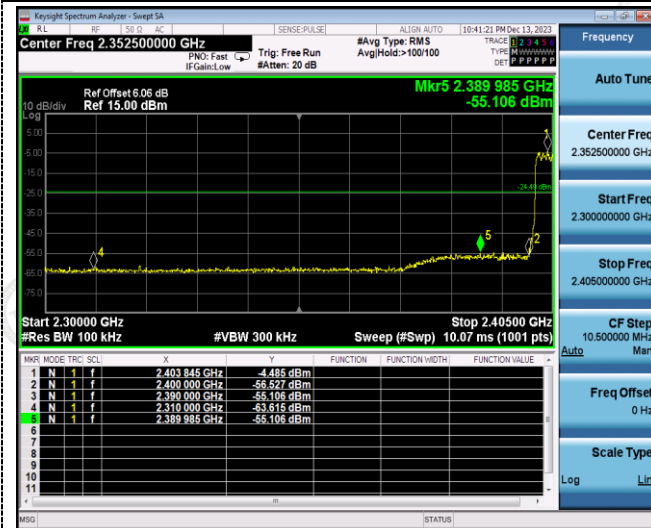 Keysight Spectrum Analyzer - Swept SA
RL RF 50 Ω AC SENSE:PULSE ALIGN AUTO 10:41:21 PM Dec 13, 2023
Center Freq 2.352500000 GHz #Avg Type: RMS TRACE 1 2 3 4 5 6
PNO: Fast Trig: Free Run Avg|Hold:>100/100 TYPE M
IFGain:Low #Atten: 20 dB DET P P P P P P
Ref Offset 6.06 dB Mkr5 2.389 985 GHz
10 dB/div Ref 15.00 dBm -55.106 dBm
Log
5.00
-5.00
-15.0
-25.0
-35.0
-45.0
-55.0
-65.0
-75.0
1
-24.49 dBm
5
2
4
Start 2.30000 GHz Stop 2.40500 GHz
#Res BW 100 kHz #VBW 300 kHz Sweep (#Swp) 10.07 ms (1001 pts)
MKR MODE TRC SCL X Y FUNCTION FUNCTION WIDTH FUNCTION VALUE
1 N 1 f 2.403 845 GHz -4.485 dBm
2 N 1 f 2.400 000 GHz -56.527 dBm
3 N 1 f 2.390 000 GHz -55.106 dBm
4 N 1 f 2.310 000 GHz -63.615 dBm
5 N 1 f 2.389 985 GHz -55.106 dBm
6
7
8
9
10
11
MSG STATUS
Frequency
Auto Tune
Center Freq
2.352500000 GHz
Start Freq
2.300000000 GHz
Stop Freq
2.405000000 GHz
CF Step
10.500000 MHz
Auto Man
Freq Offset
0 Hz
Scale Type
Log Lin